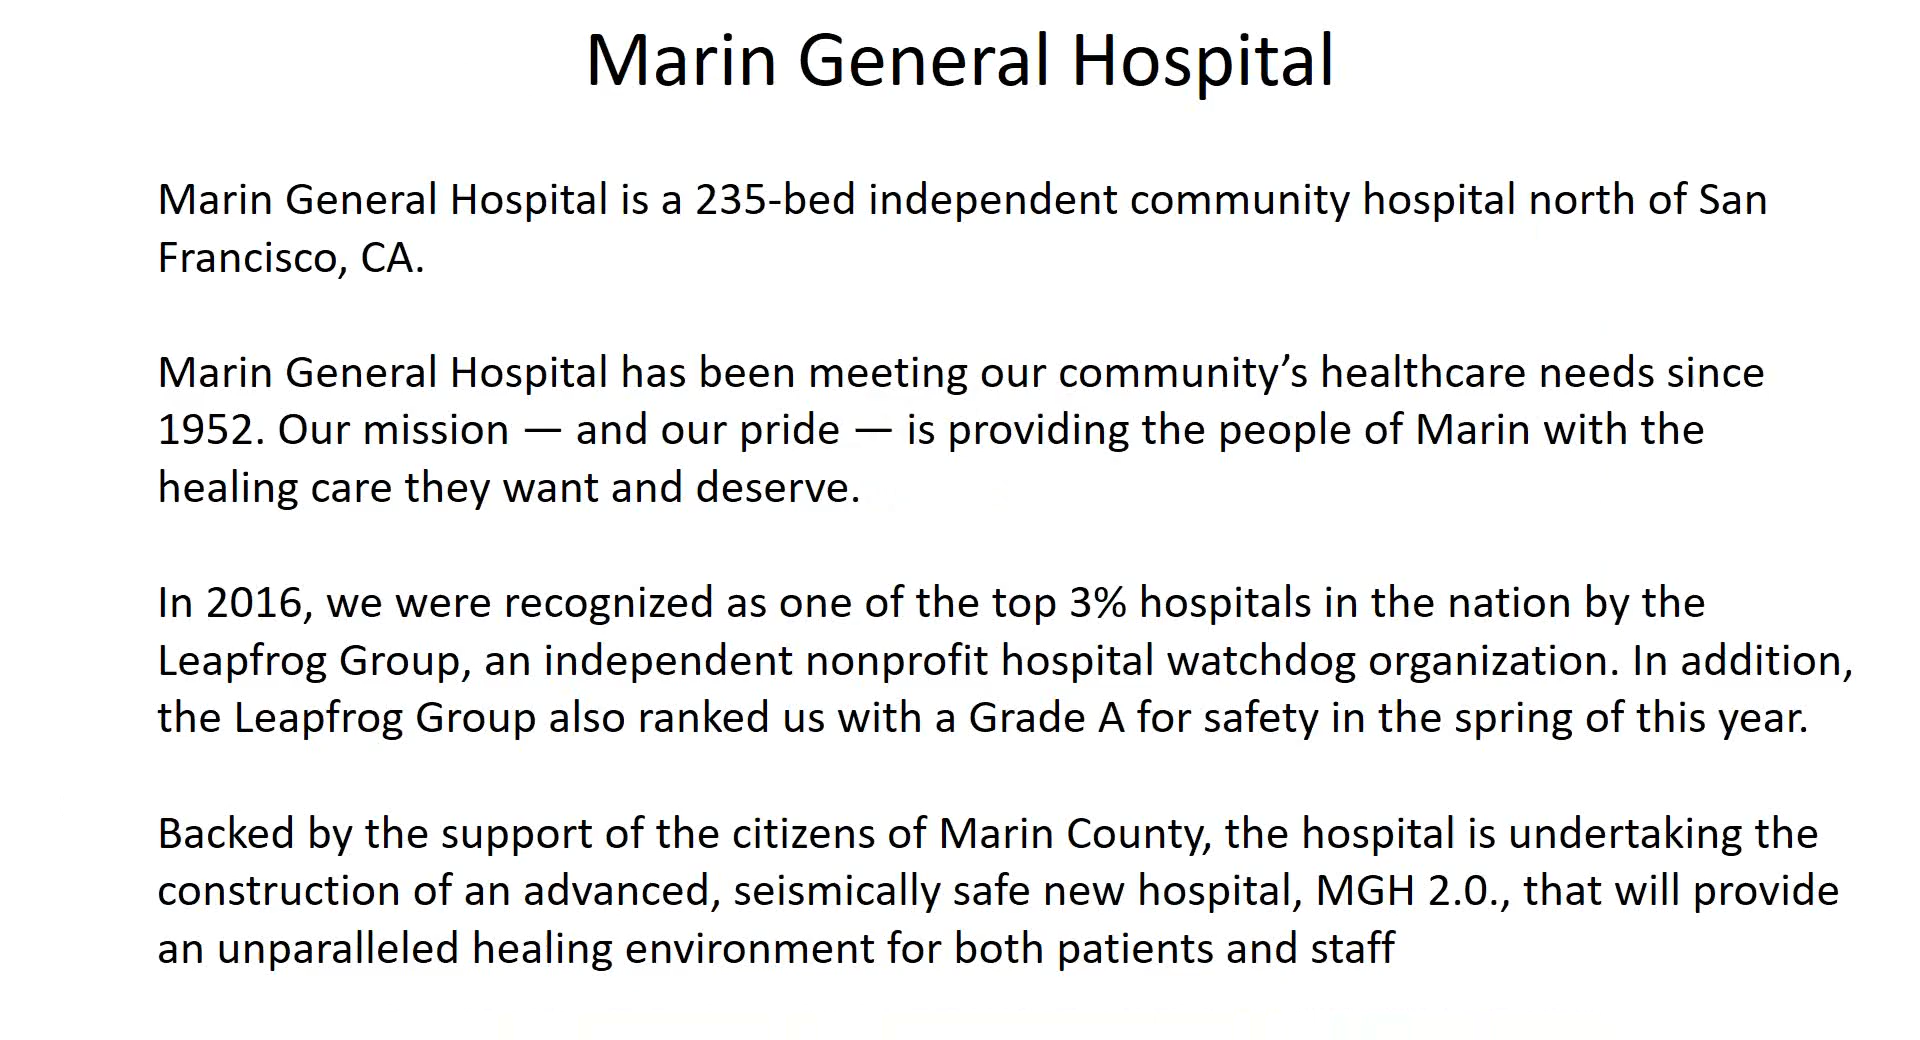 Marin General Hospital
Marin General Hospital is a 235-bed independent community hospital north of San
Francisco, CA.
Marin General Hospital has been meeting our community’s healthcare needs since
1952. Our mission — and our pride — is providing the people of Marin with the
healing care they want and deserve.
In 2016, we were recognized as one of the top 3% hospitals in the nation by the
Leapfrog Group, an independent nonprofit hospital watchdog organization. In addition,
the Leapfrog Group also ranked us with a Grade A for safety in the spring of this year.
Backed by the support of the citizens of Marin County, the hospital is undertaking the
construction of an advanced, seismically safe new hospital, MGH 2.0., that will provide
an unparalleled healing environment for both patients and staff